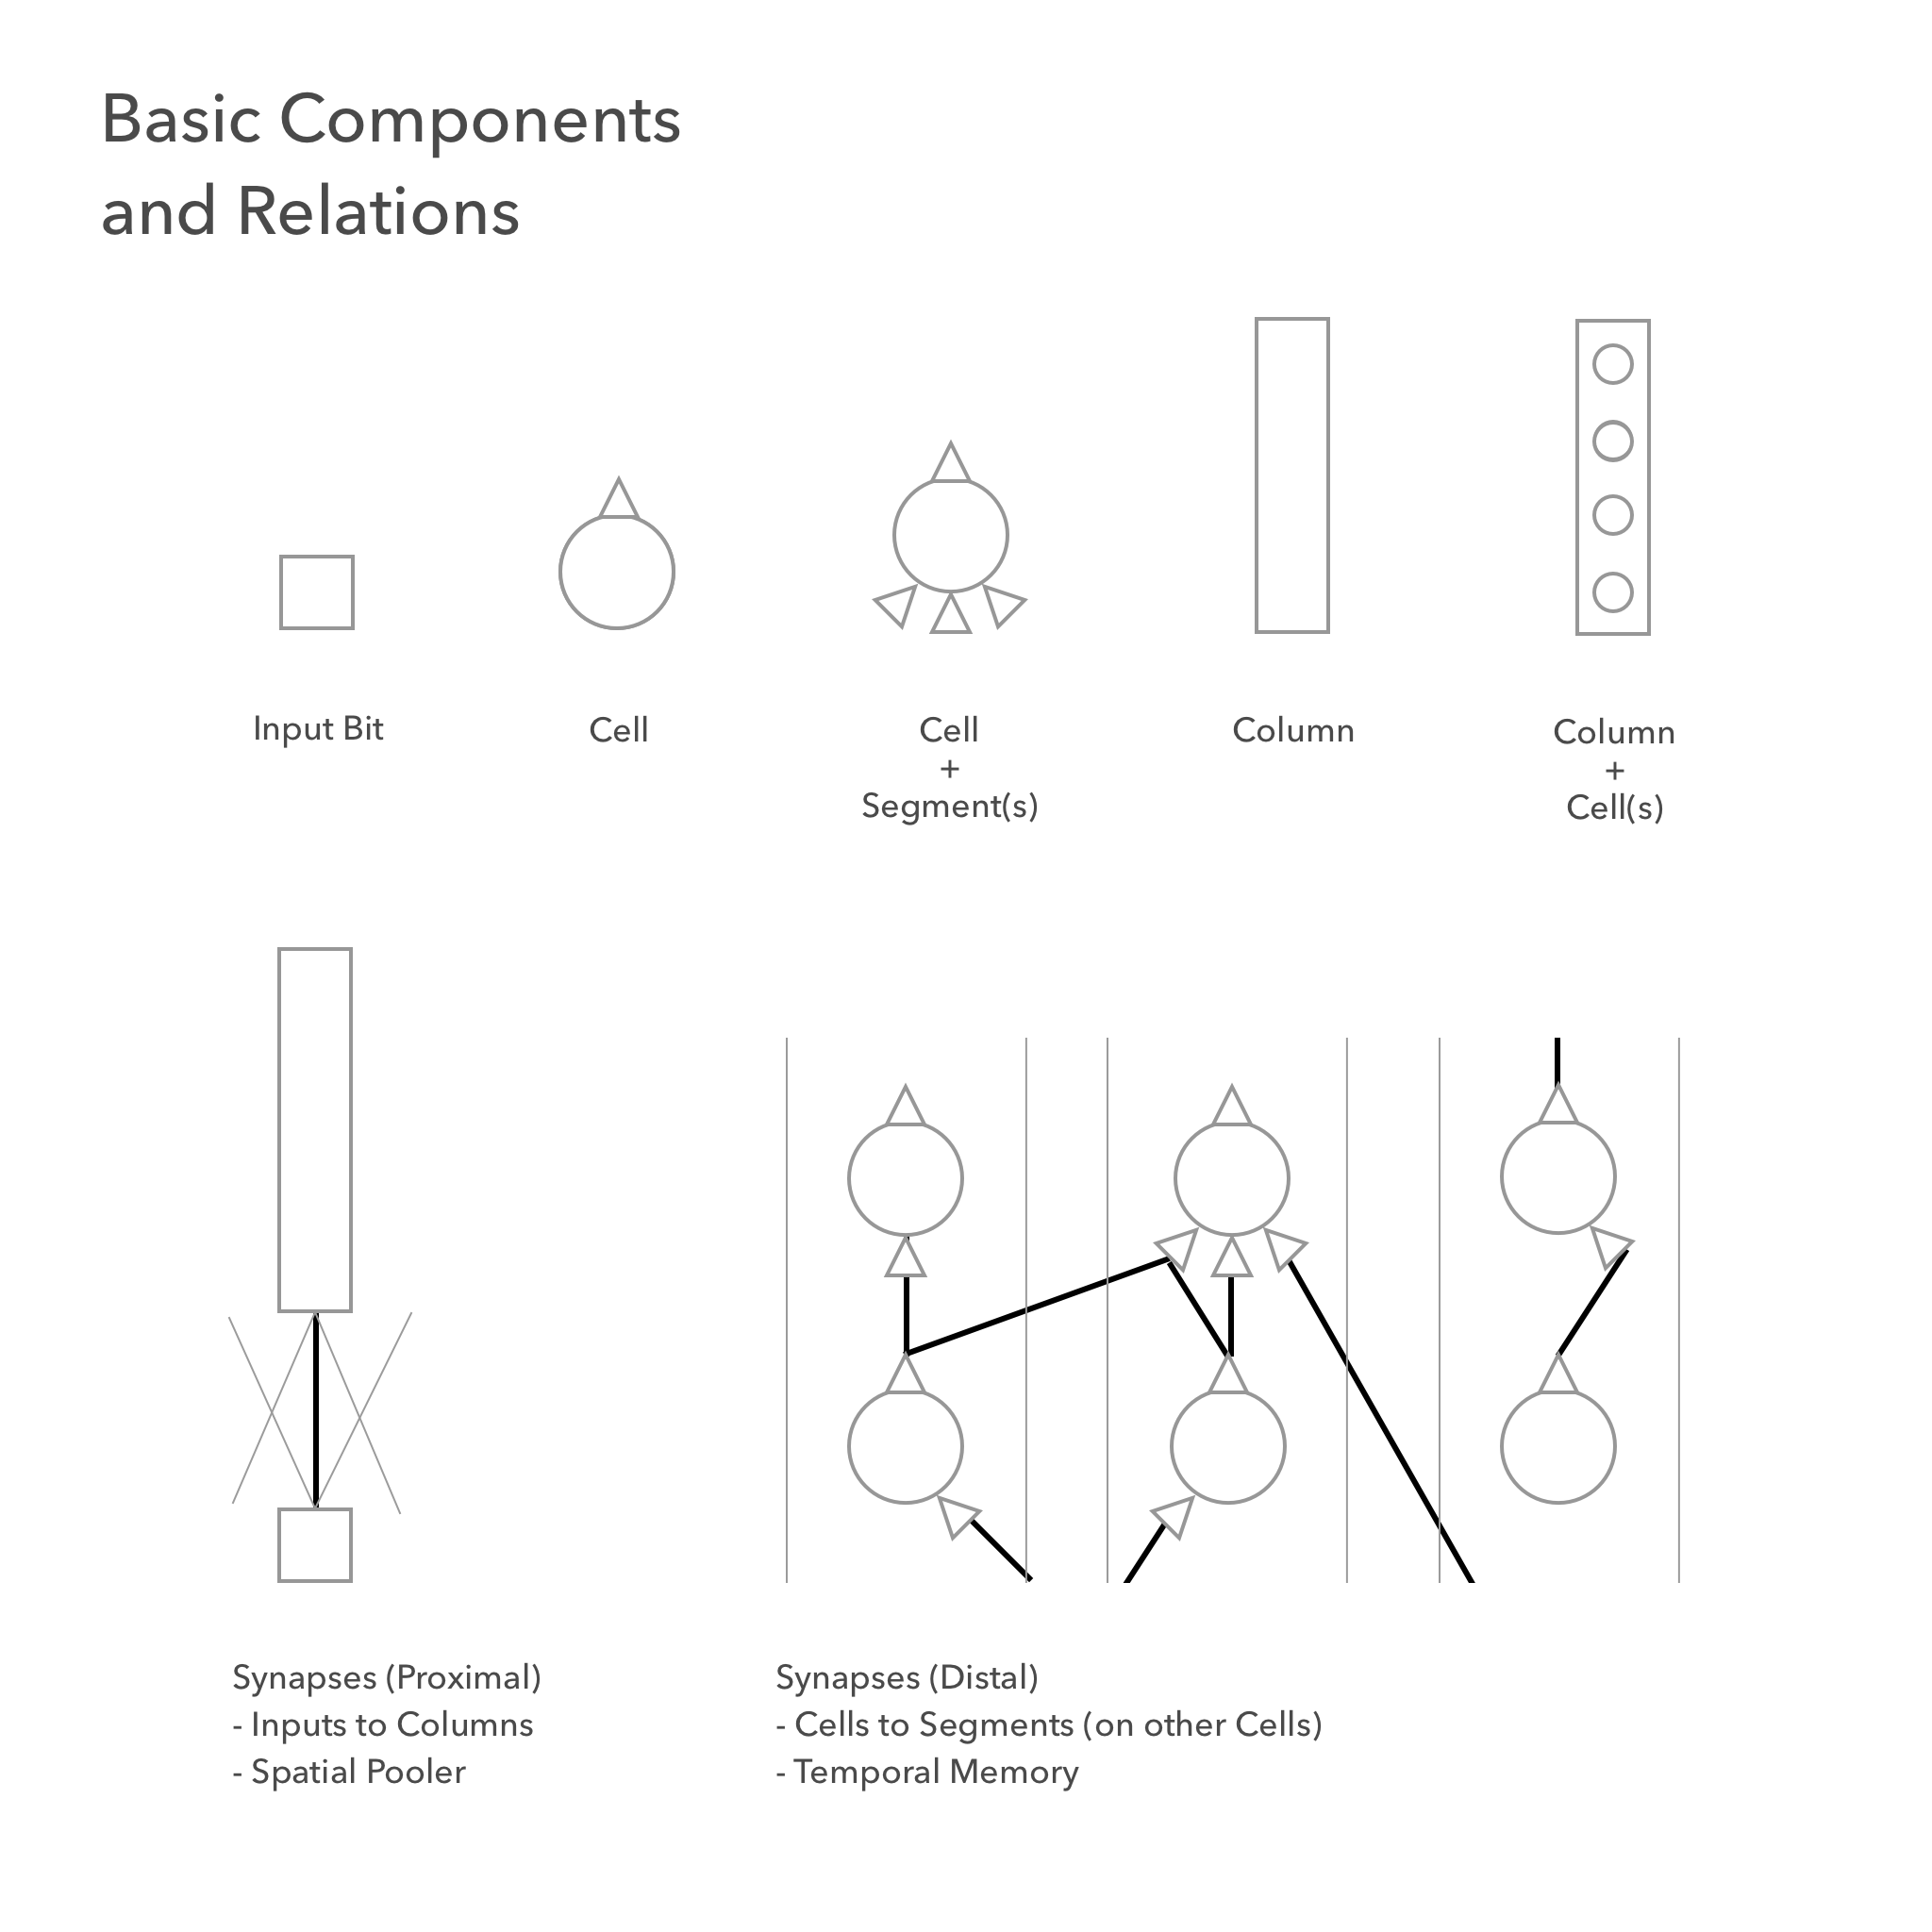 Basic Components
and Relations
Input Bit
Cell
Cell
+
Segment(s)
Column
Column
+
Cell(s)
Synapses (Proximal)
- Inputs to Columns
- Spatial Pooler
Synapses (Distal)
- Cells to Segments (on other Cells)
- Temporal Memory